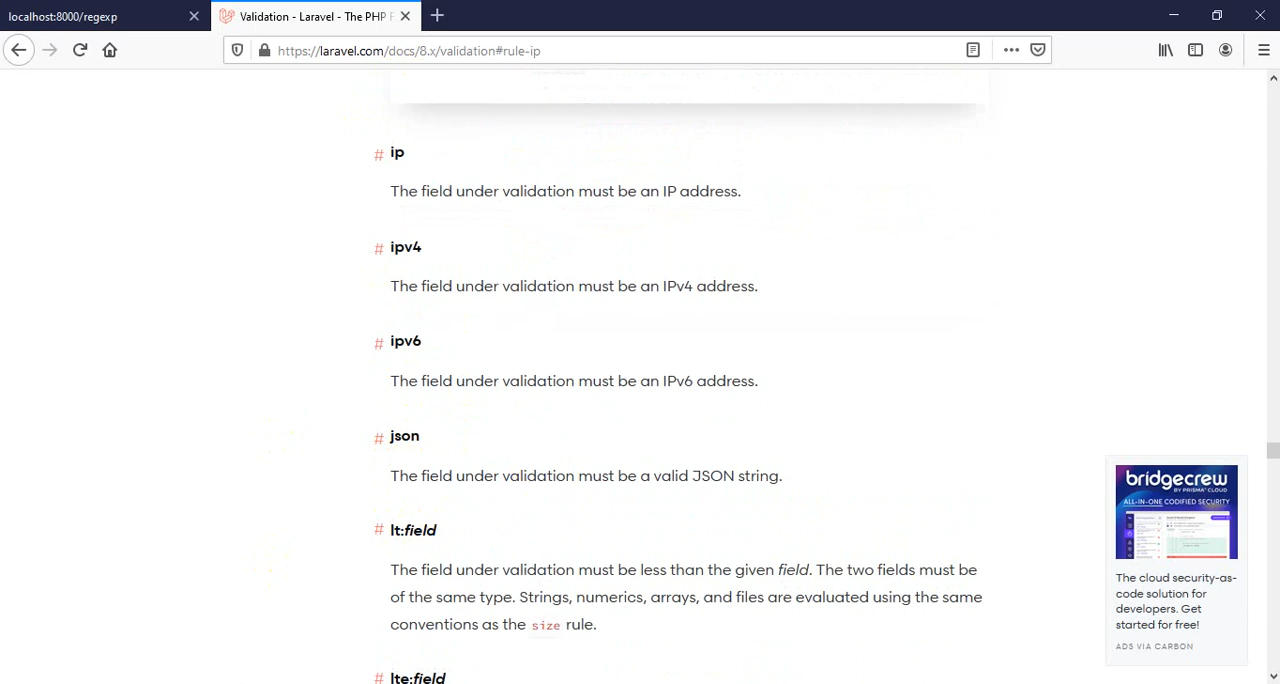 localhost:8000/regexp
Validation - Laravel - The PHP F
https://laravel.com/docs/8.x/validation#rule-ip
# ip
The field under validation must be an IP address.
# ipv4
The field under validation must be an IPv4 address.
# ipv6
The field under validation must be an IPv6 address.
# json
The field under validation must be a valid JSON string.
# lt:field
The field under validation must be less than the given field. The two fields must be
of the same type. Strings, numerics, arrays, and files are evaluated using the same
conventions as the size rule.
# lte:field
bridgecrew
BY PRISMA CLOUD
ALL-IN-ONE CODIFIED SECURITY
The cloud security-as-
code solution for
developers. Get
started for free!
ADS VIA CARBON